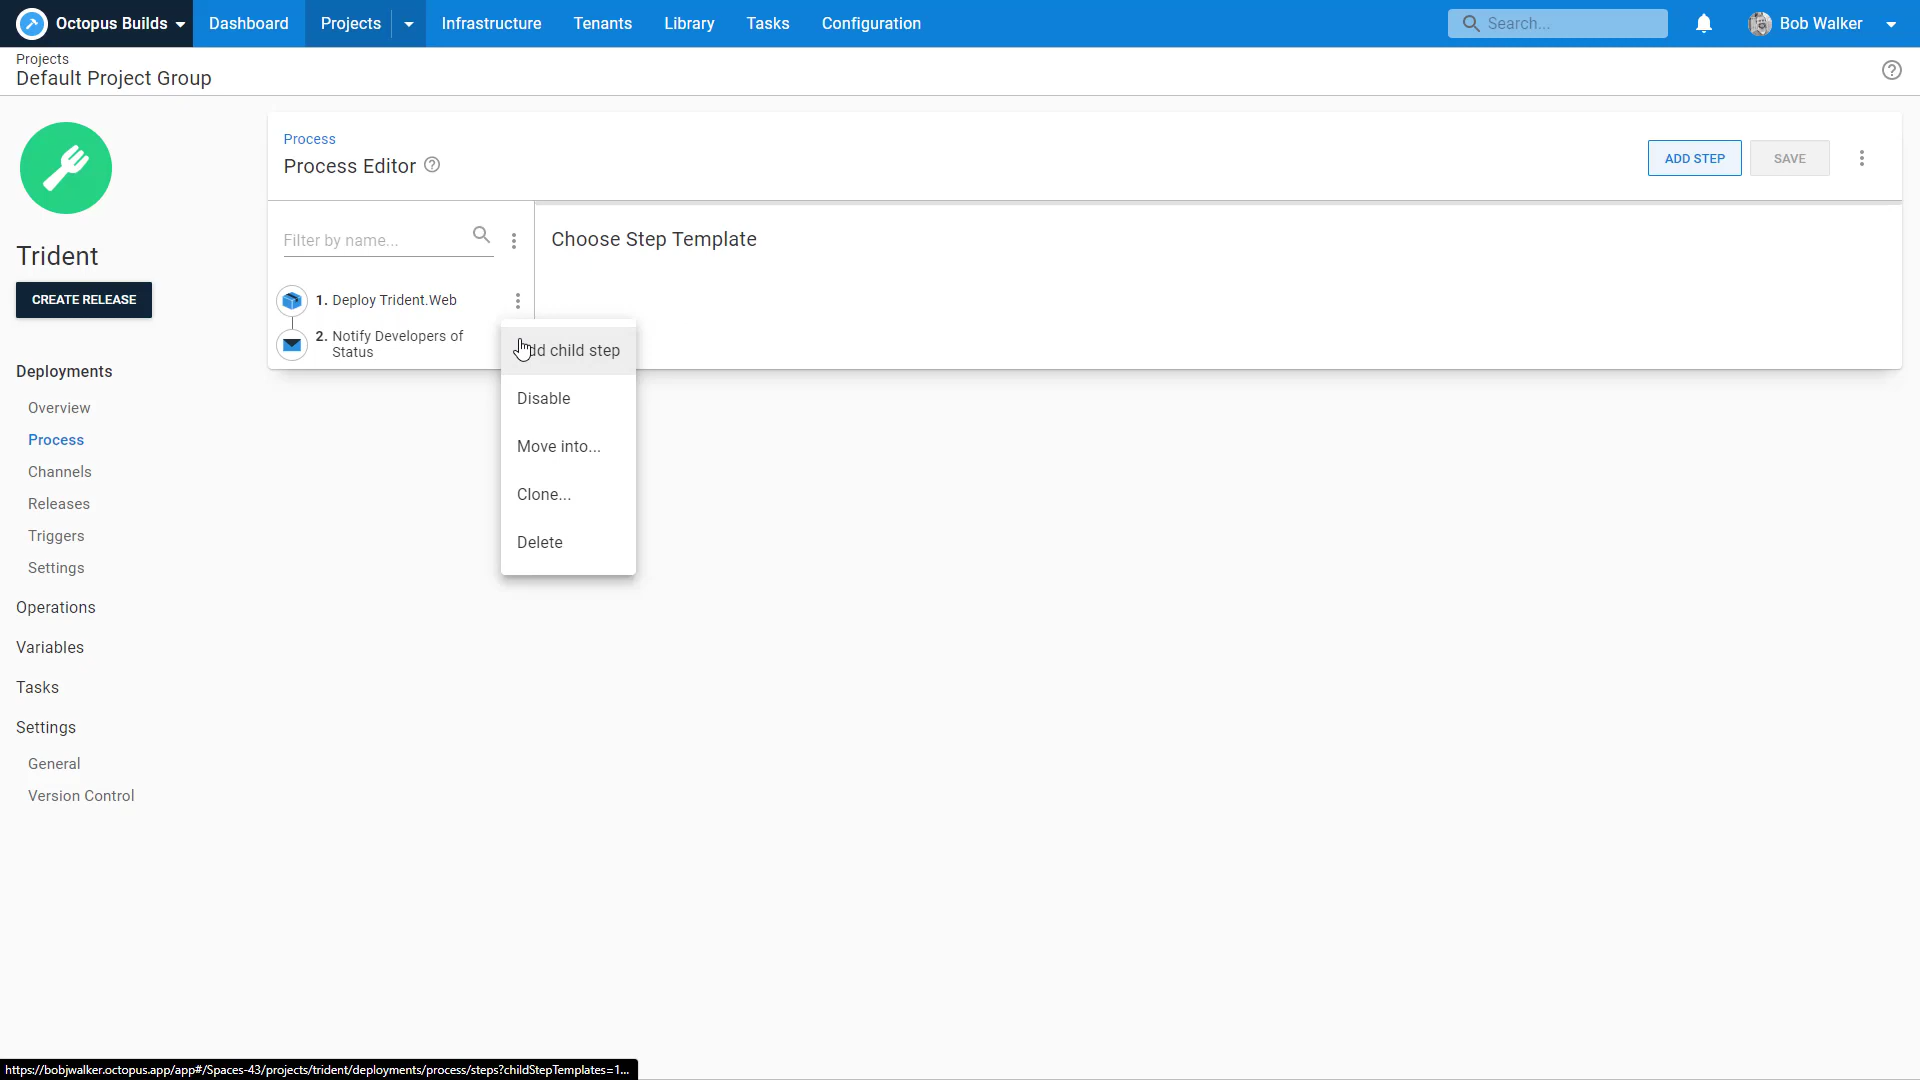 Octopus Builds
Dashboard
Projects
Infrastructure
Tenants
Library
Tasks
Configuration
Search...
Bob Walker
Projects
Default Project Group
Trident
CREATE RELEASE
Deployments
Overview
Process
Channels
Releases
Triggers
Settings
Operations
Variables
Tasks
Settings
General
Version Control
Process
Process Editor
ADD STEP
SAVE
Filter by name...
1. Deploy Trident.Web
2. Notify Developers of
Status
Choose Step Template
child step
Disable
Move into...
Clone...
Delete
https://bobjwalker.octopus.app/app#/Spaces-43/projects/trident/deployments/process/steps?childStepTemplates=1...